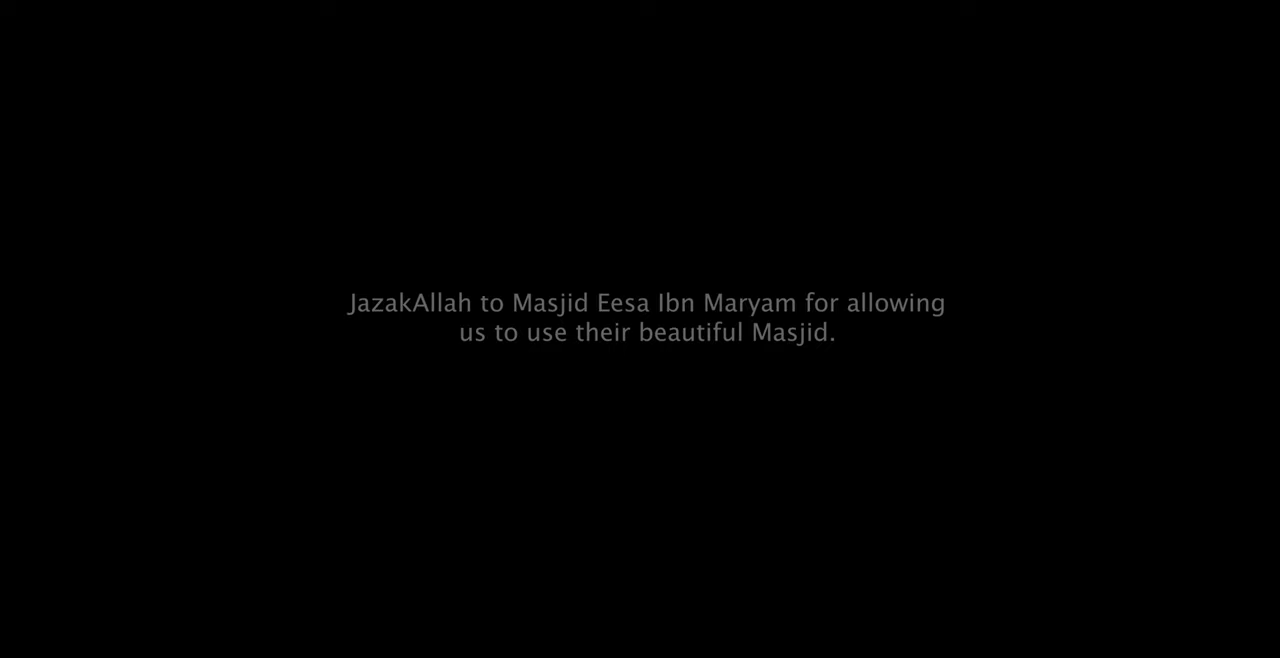 JazakAllah to Masjid Eesa Ibn Maryam for allowing
us to use their beautiful Masjid.